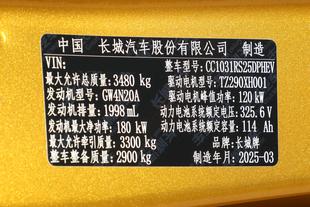 中国 长城汽车股份有限公司 制造
VIN: 整车型号: CC1031RS25DPHEV
最大允许总质量: 3480 kg 驱动电机型号: TZ290XH001
发动机型号: GW4N20A 驱动电机峰值功率: 120 kW
发动机排量: 1998 mL 动力电池系统额定电压: 325.6 V
发动机最大净功率: 180 kW 动力电池系统额定容量: 114 Ah
最大允许牵引质量: 3300 kg 品牌: 长城牌
整车整备质量: 2900 kg 制造年月: 2025-03